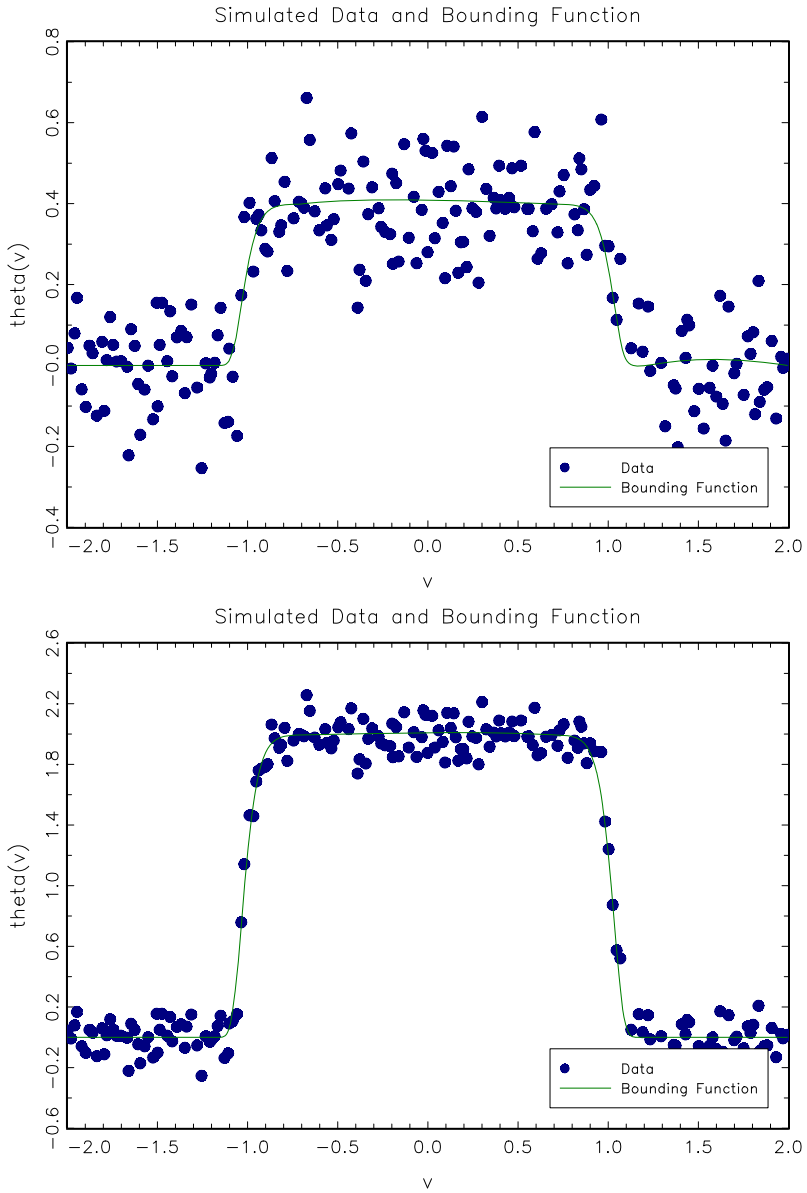 Simulated Data and Bounding Function
0.8
0.6
0.4
0.2
−0.0
−0.2
−0.4
theta(v)
Data
Bounding Function
−2.0 −1.5 −1.0 −0.5 0.0 0.5 1.0 1.5 2.0
v
Simulated Data and Bounding Function
2.6
2.2
1.8
1.4
1.0
0.6
0.2
−0.2
−0.6
theta(v)
Data
Bounding Function
−2.0 −1.5 −1.0 −0.5 0.0 0.5 1.0 1.5 2.0
v